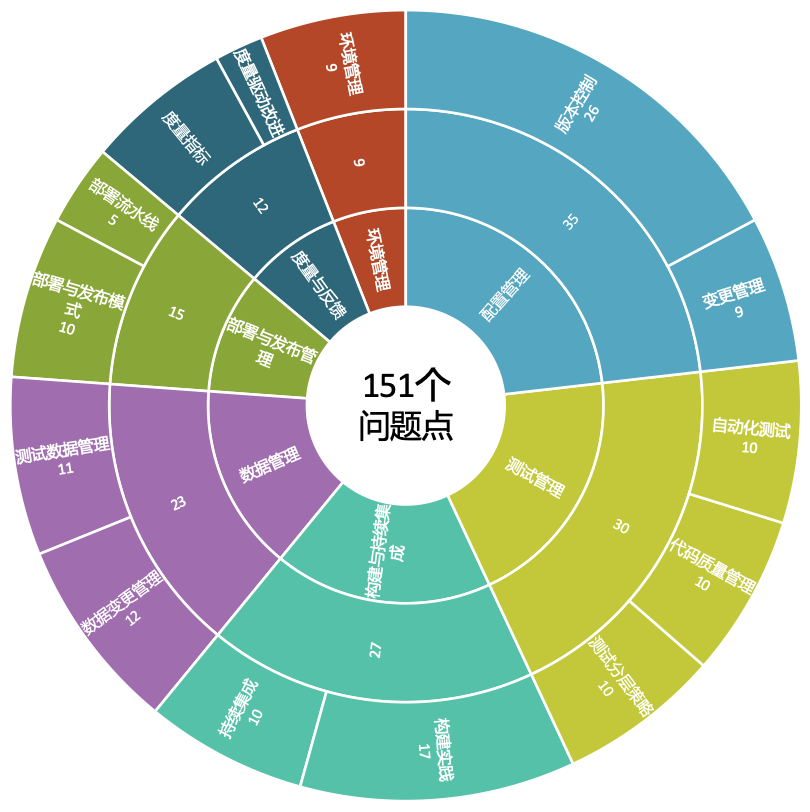 151个
问题点
配置管理
35
版本控制
26
变更管理
9
测试管理
30
自动化测试
10
代码质量管理
10
测试分层策略
10
构建与持续集
成
27
构建实践
17
持续集成
10
数据管理
23
数据变更管理
12
测试数据管理
11
部署与发布管
理
15
部署与发布模
式
10
部署流水线
5
度量与反馈
12
度量指标
度量驱动改进
环境管理
9
环境管理
9